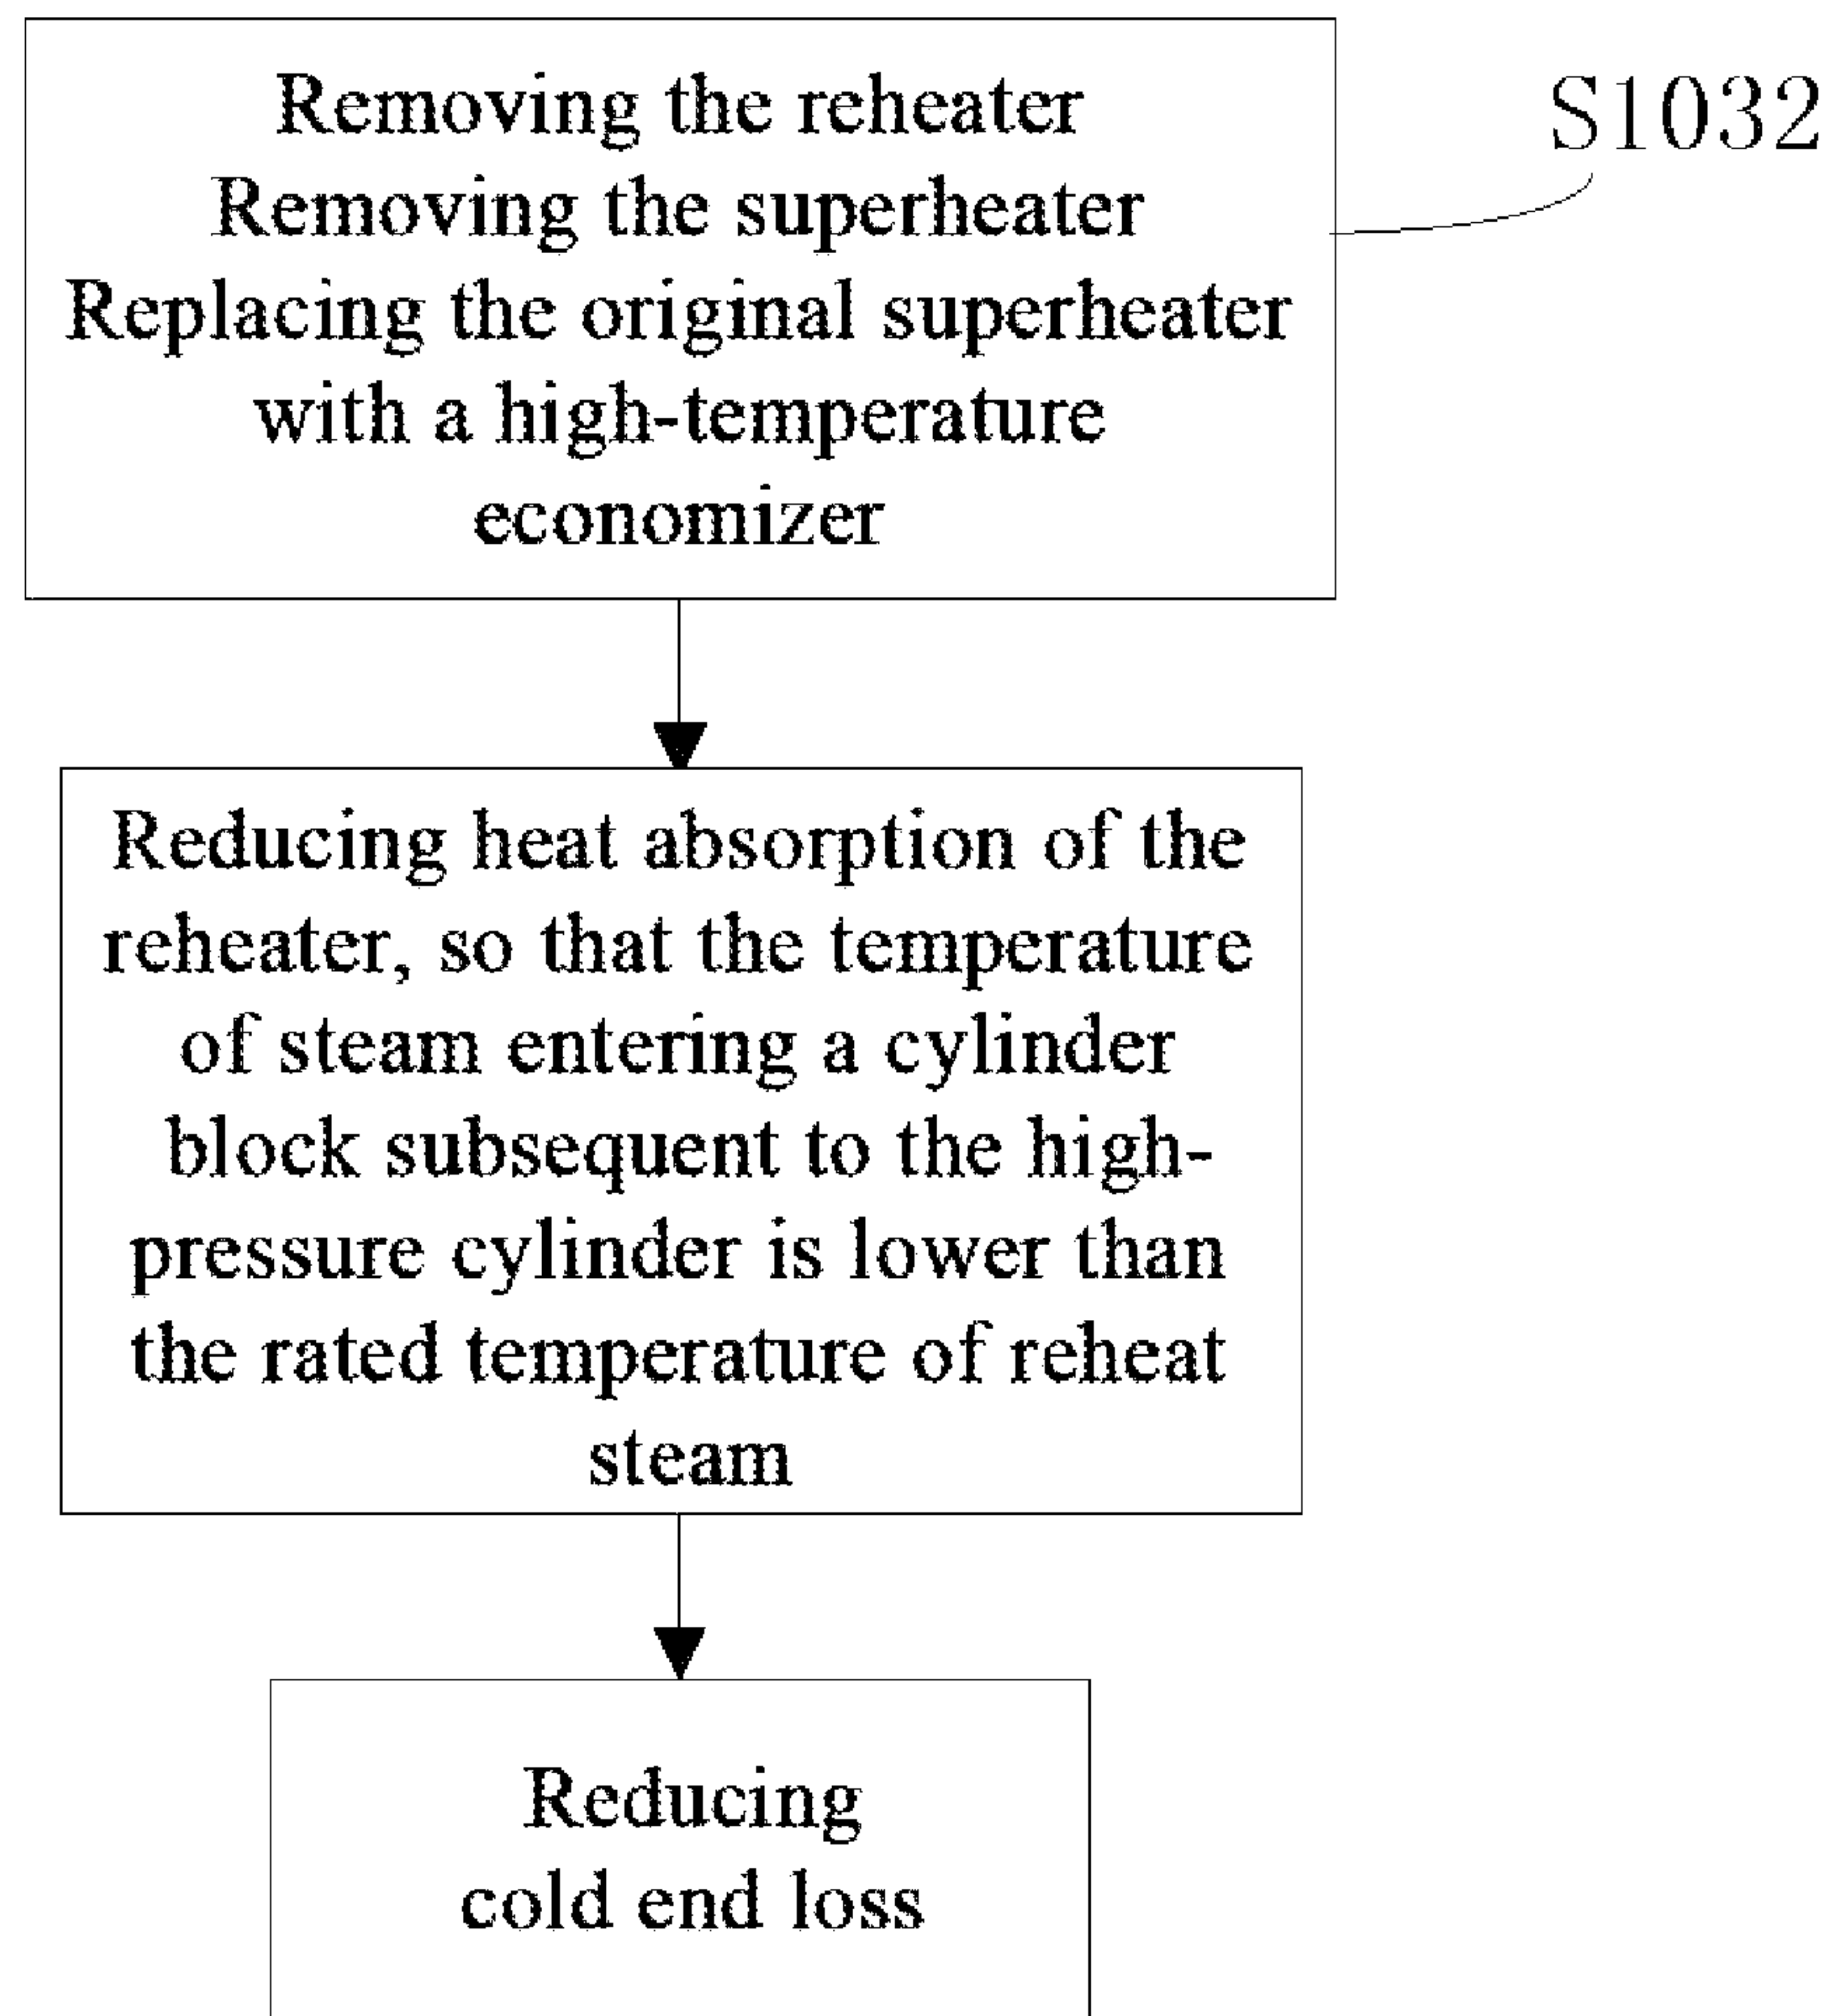 Removing the reheater
S1032
Removing the superheater
Replacing the original superheater
with a high-temperature
economizer
Reducing heat absorption of the
reheater, so that the temperature
of steam entering a cylinder
block subsequent to the high-
pressure cylinder is lower than
the rated temperature of reheat
steam
Reducing
cold end loss